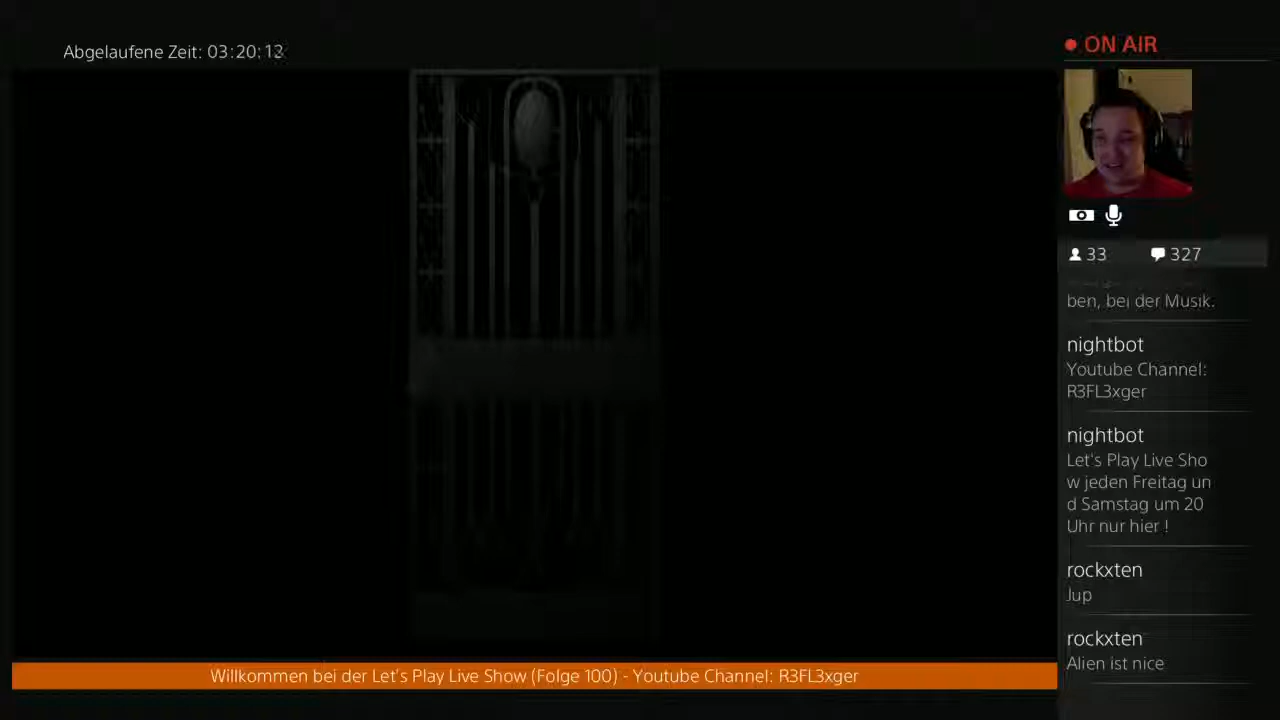 Abgelaufene Zeit: 03:20:13
ON AIR
33 327
ben, bei der Musik.
nightbot
Youtube Channel:
R3FL3xger
nightbot
Let's Play Live Sho
w jeden Freitag un
d Samstag um 20
Uhr nur hier !
rockxten
Jup
rockxten
Alien ist nice
Willkommen bei der Let's Play Live Show (Folge 100) - Youtube Channel: R3FL3xger